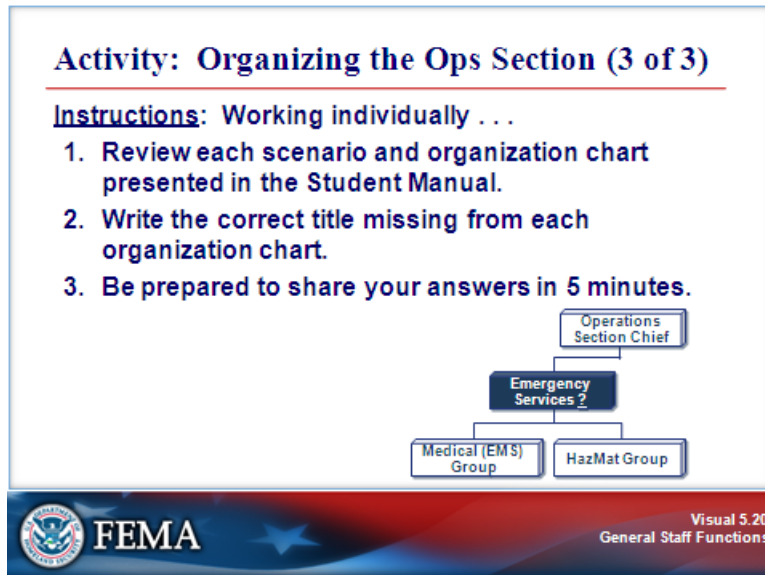 Activity: Organizing the Ops Section (3 of 3)
Instructions: Working individually . . .
1. Review each scenario and organization chart
presented in the Student Manual.
2. Write the correct title missing from each
organization chart.
3. Be prepared to share your answers in 5 minutes.
Operations
Section Chief
Emergency
Services ?
Medical (EMS)
Group
HazMat Group
FEMA
Visual 5.20
General Staff Functions